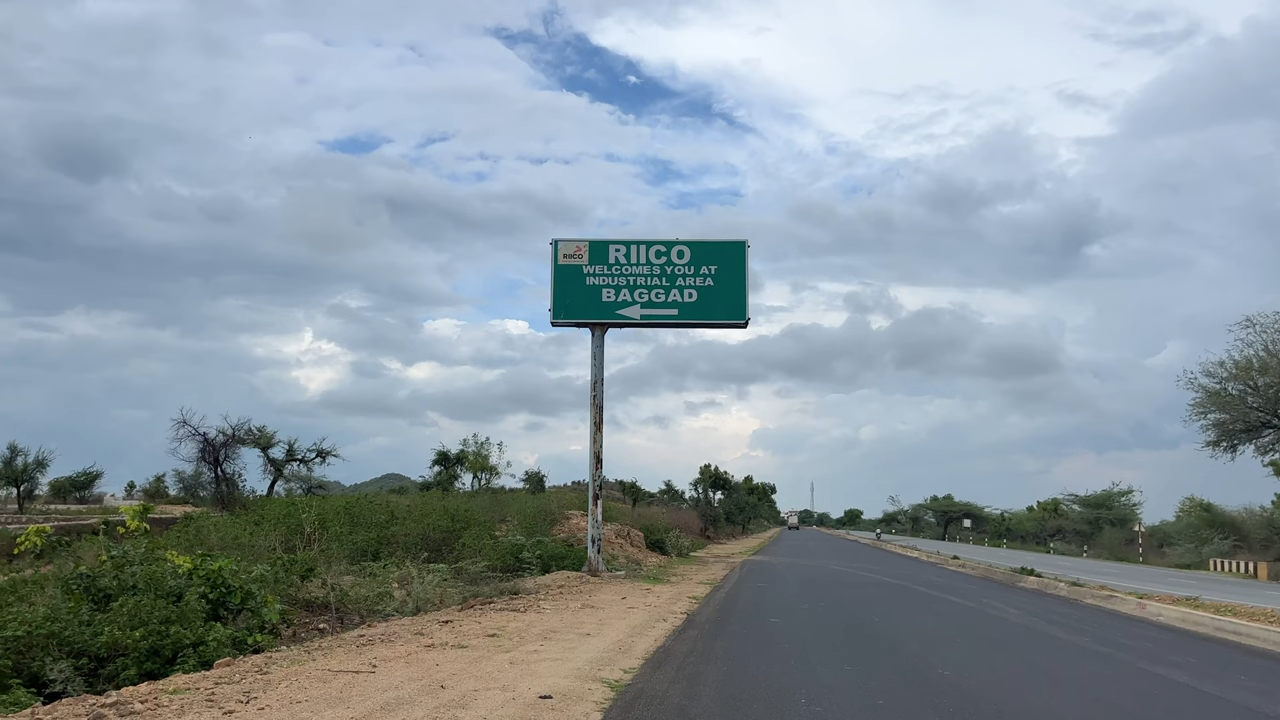 RIICO
RIICO
WELCOMES YOU AT
INDUSTRIAL AREA
BAGGAD